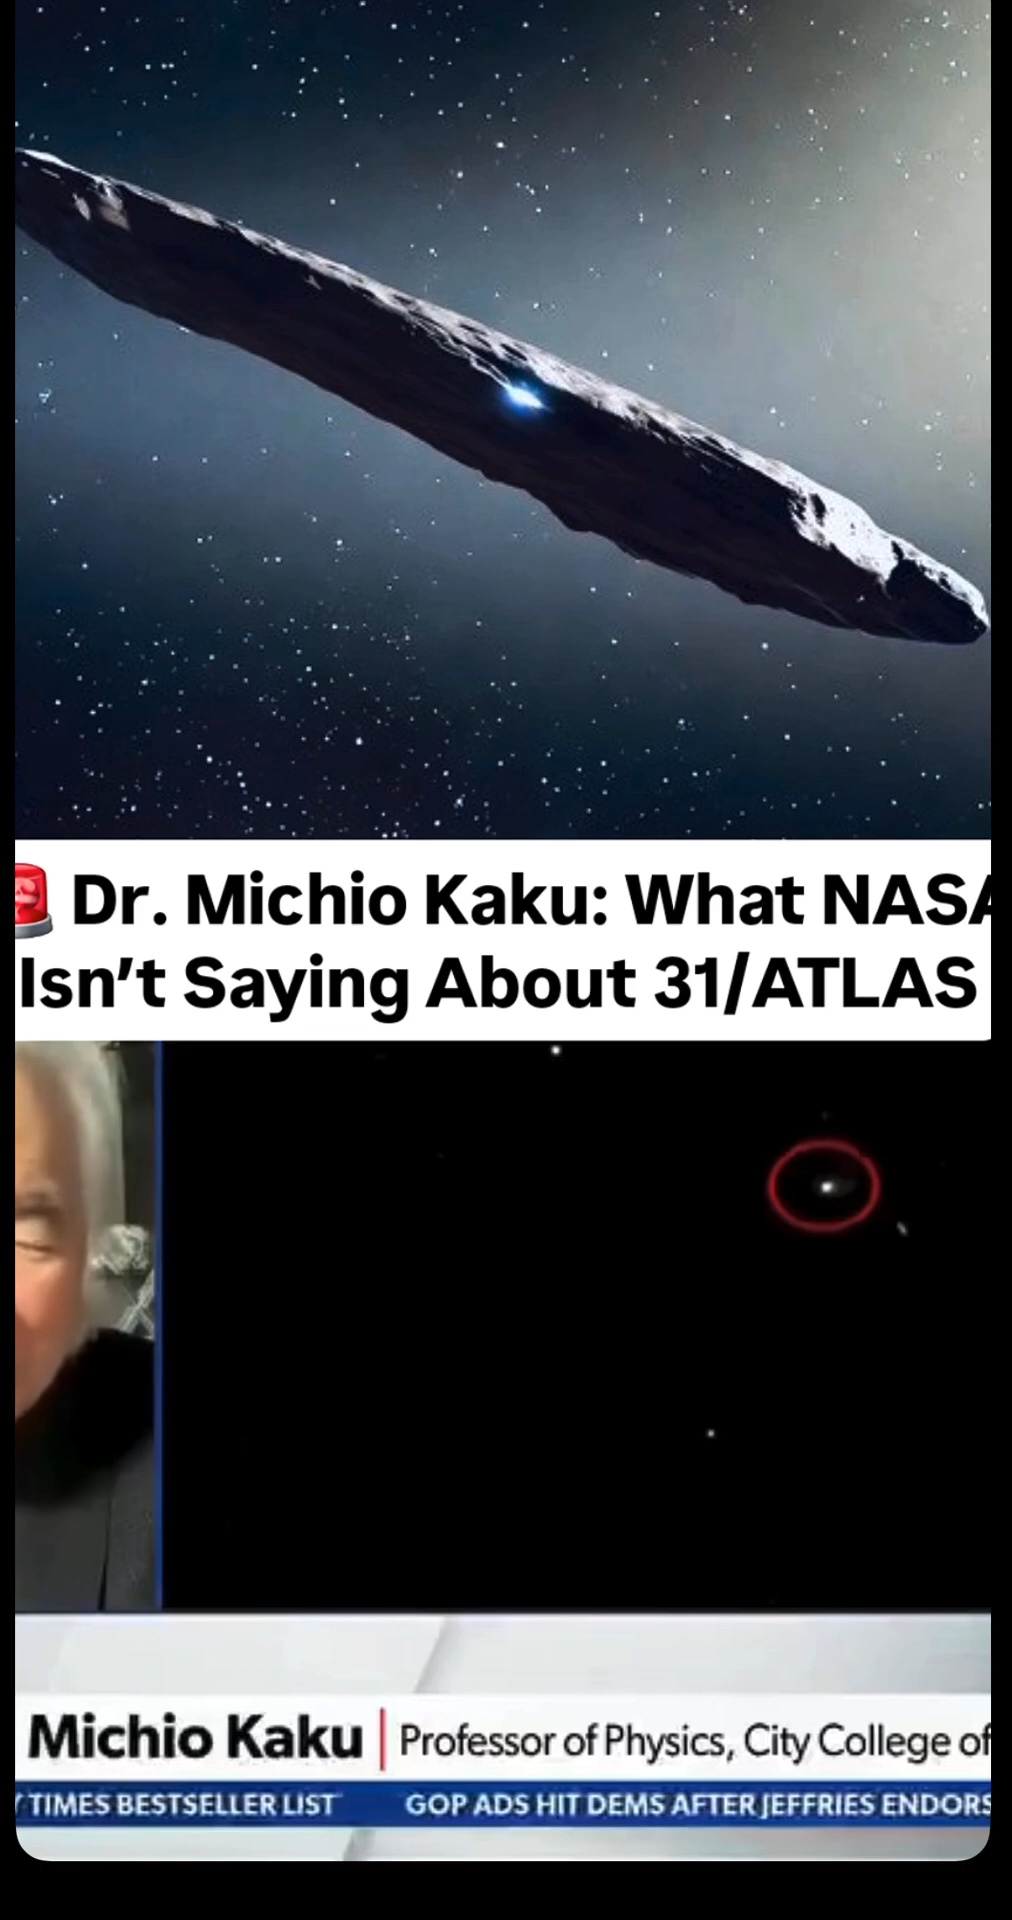 🚨 Dr. Michio Kaku: What NASA
Isn't Saying About 31/ATLAS
Michio Kaku | Professor of Physics, City College of
TIMES BESTSELLER LIST GOP ADS HIT DEMS AFTER JEFFRIES ENDORS